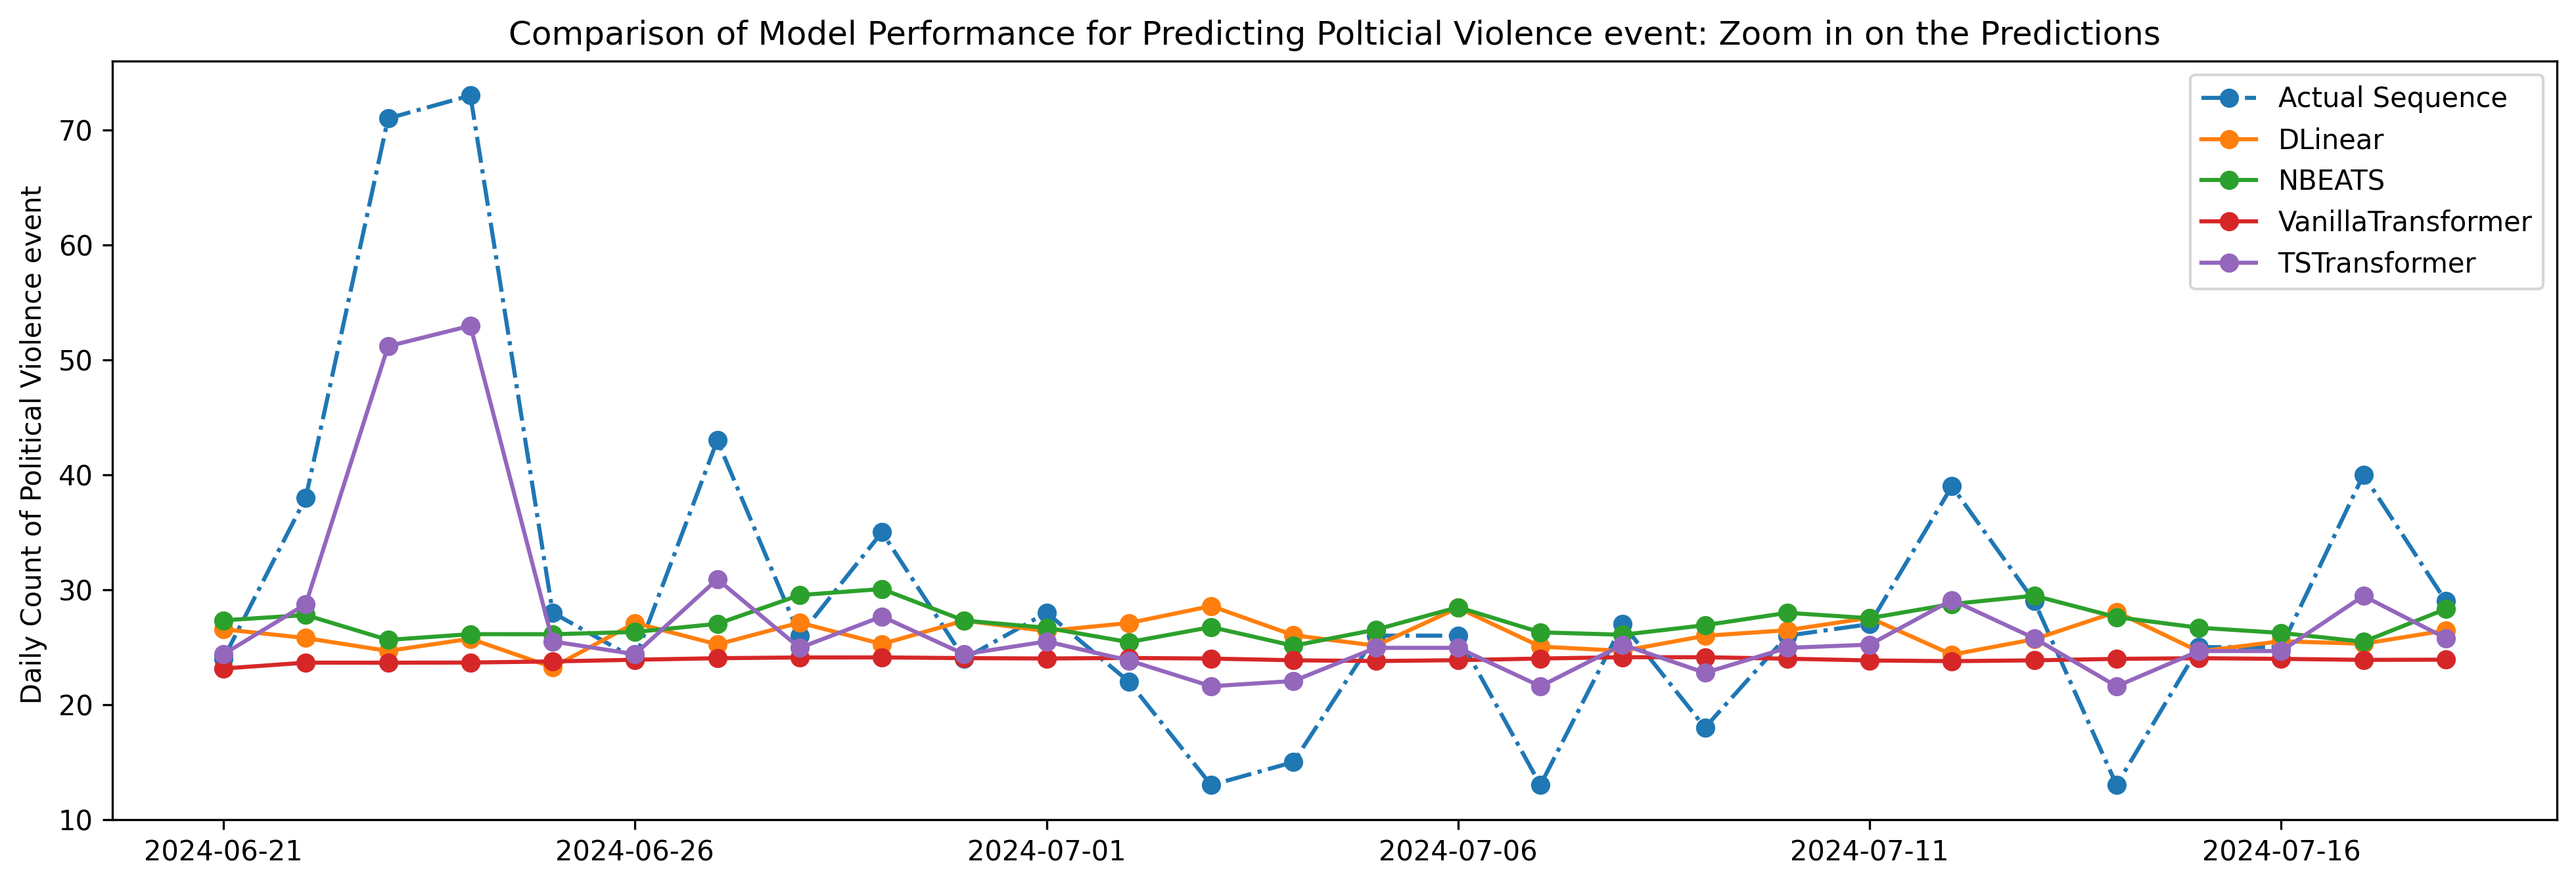 Comparison of Model Performance for Predicting Polticial Violence event: Zoom in on the Predictions
Daily Count of Political Violence event
70
60
50
40
30
20
10
Actual Sequence
DLinear
NBEATS
VanillaTransformer
TSTransformer
2024-06-21
2024-06-26
2024-07-01
2024-07-06
2024-07-11
2024-07-16